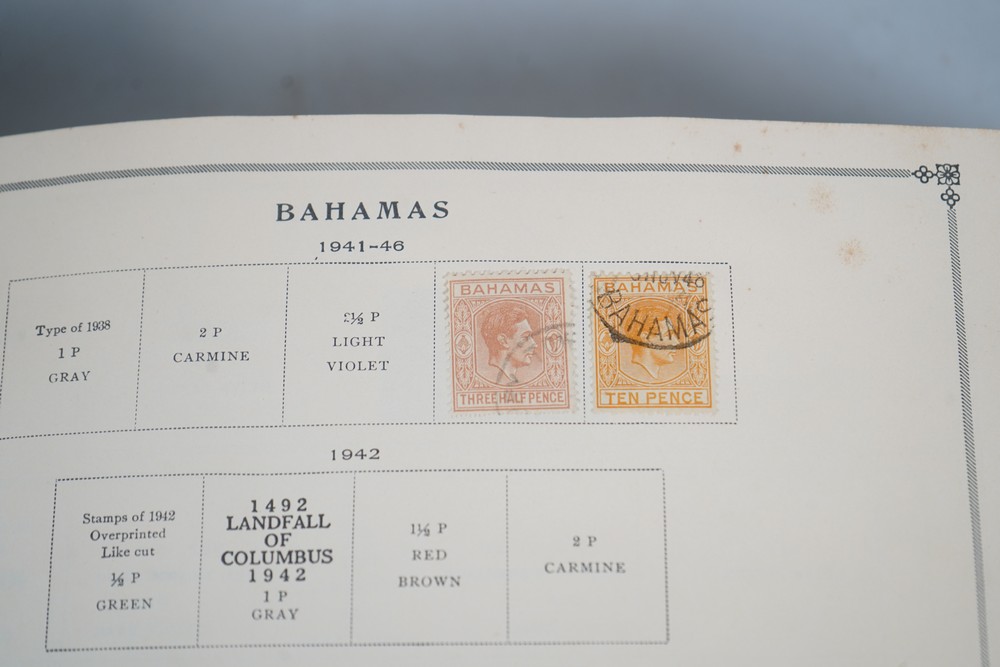 BAHAMAS
1941-46
Type of 1938
1 P
GRAY
2 P
CARMINE
2½ P
LIGHT
VIOLET
BAHAMAS
THREE HALF PENCE
BAHAMAS
TEN PENCE
BAHAMAS
1942
Stamps of 1942
Overprinted
Like cut
½ P
GREEN
1492
LANDFALL
OF
COLUMBUS
1942
1 P
GRAY
1½ P
RED
BROWN
2 P
CARMINE